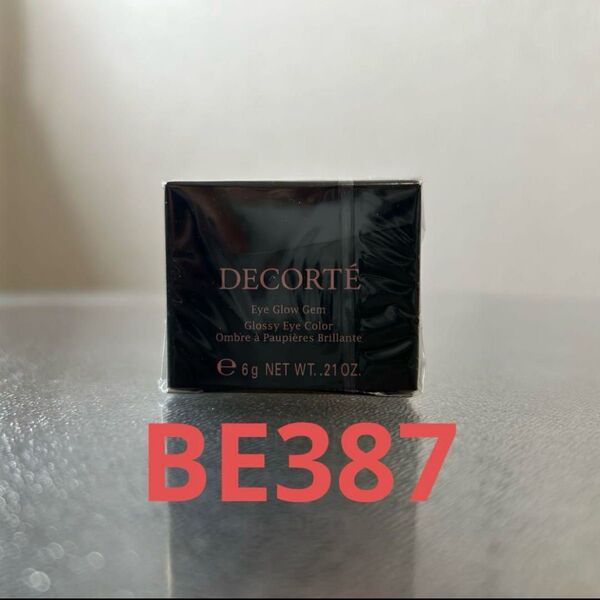 DECORTÉ
Eye Glow Gem
Glossy Eye Color
Ombre à Paupières Brillante
℮ 6g NET WT. .21 OZ.
BE387